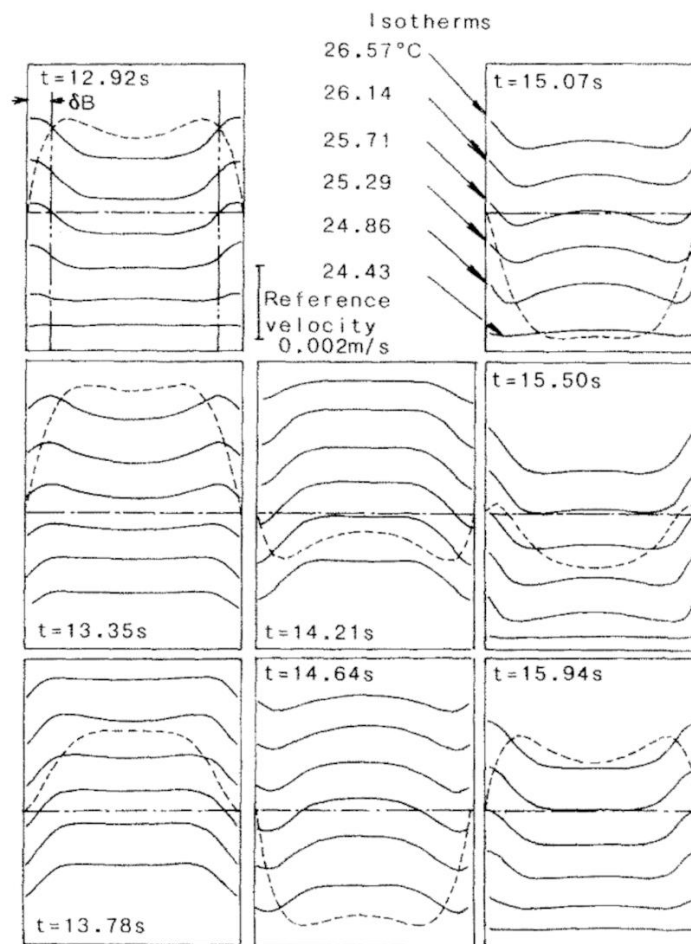 Isotherms
t=12.92s
δB
26.57°C
26.14
25.71
25.29
24.86
24.43
Reference
velocity
0.002m/s
t=15.07s
t=13.35s
t=14.21s
t=15.50s
t=13.78s
t=14.64s
t=15.94s